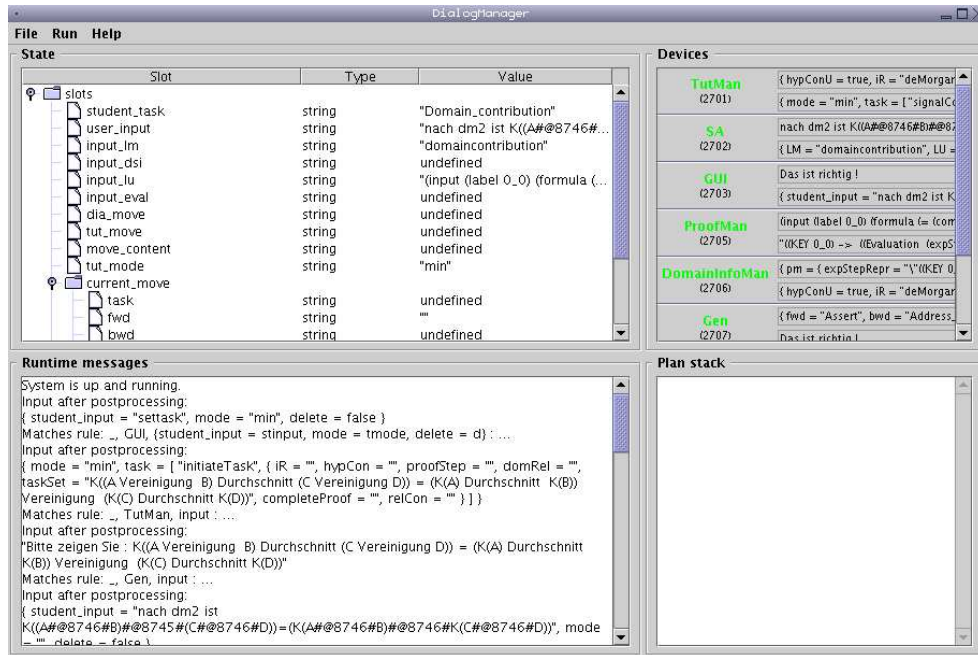 DialogManager
File Run Help
State
Slot Type Value
slots
student_task string "Domain_contribution"
user_input string "nach dm2 ist K((A#@8746#...
input_lm string "domaincontribution"
input_dsi string undefined
input_lu string "(input (label 0_0) (formula (...
input_eval string undefined
dia_move string undefined
tut_move string undefined
move_content string undefined
tut_mode string "min"
current_move
task string undefined
fwd string ""
bwd string undefined
Devices
TutMan
(2701)
{ hypConU = true, iR = "deMorgan
{ mode = "min", task = ["signalCo
SA
(2702)
nach dm2 ist K((A#@8746#B)#@87
{ LM = "domaincontribution", LU =
GUI
(2703)
Das ist richtig !
{ student_input = "nach dm2 ist K
ProofMan
(2705)
(input (label 0_0) (formula (= (com
"((KEY 0_0) -> ((Evaluation (expS
DomainInfoMan
(2706)
{ pm = { expStepRepr = "\"((KEY 0_
{ hypConU = true, iR = "deMorgan
Gen
(2707)
{ fwd = "Assert", bwd = "Address_
Das ist richtig !
Runtime messages
System is up and running.
Input after postprocessing:
{ student_input = "settask", mode = "min", delete = false }
Matches rule: _, GUI, {student_input = stinput, mode = tmode, delete = d} : ...
Input after postprocessing:
{ mode = "min", task = [ "initiateTask", { iR = "", hypCon = "", proofStep = "", domRel = "",
taskSet = "K((A Vereinigung B) Durchschnitt (C Vereinigung D)) = (K(A) Durchschnitt K(B))
Vereinigung (K(C) Durchschnitt K(D))", completeProof = "", relCon = "" } ] }
Matches rule: _, TutMan, input : ...
Input after postprocessing:
"Bitte zeigen Sie : K((A Vereinigung B) Durchschnitt (C Vereinigung D)) = (K(A) Durchschnitt
K(B)) Vereinigung (K(C) Durchschnitt K(D))"
Matches rule: _, Gen, input : ...
Input after postprocessing:
{ student_input = "nach dm2 ist
K((A#@8746#B)#@8745#(C#@8746#D))=(K(A#@8746#B)#@8746#K(C#@8746#D))", mode
= "", delete = false }
Plan stack